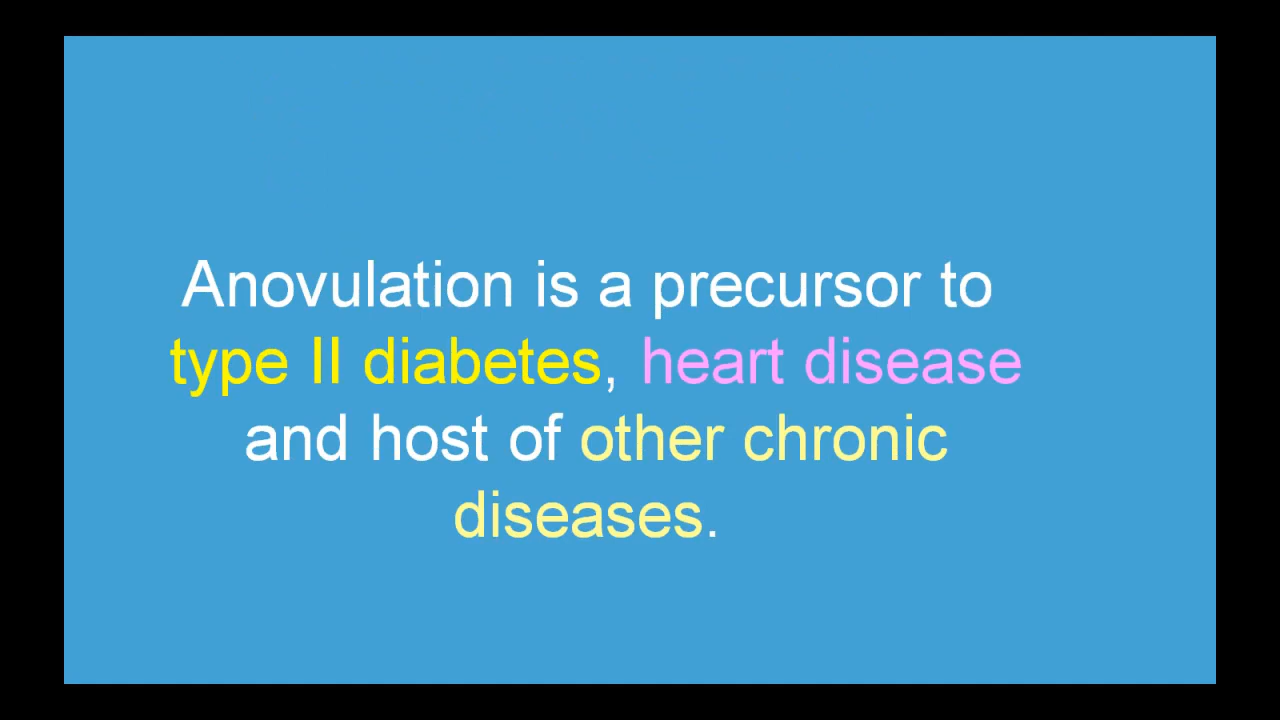 Anovulation is a precursor to
type II diabetes, heart disease
and host of other chronic
diseases.